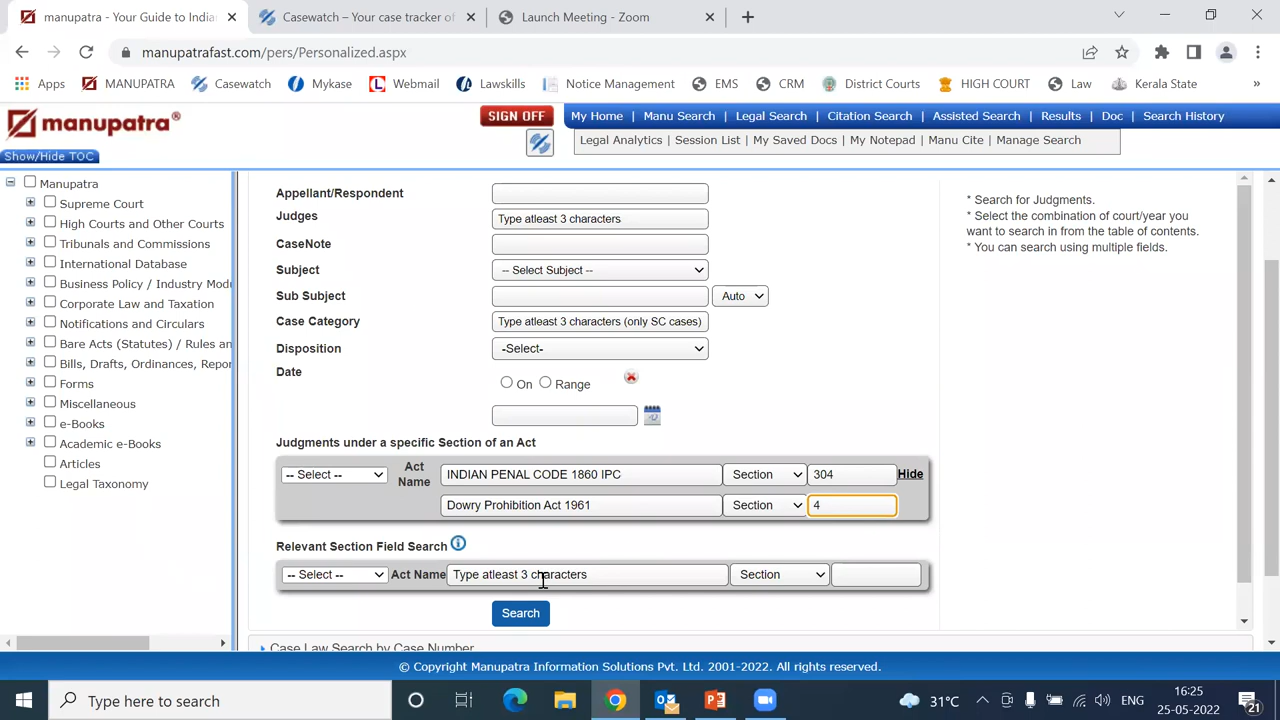 manupatra - Your Guide to India
Casewatch – Your case tracker of
Launch Meeting - Zoom
manupatrafast.com/pers/Personalized.aspx
Apps
MANUPATRA
Casewatch
Mykase
Webmail
Lawskills
Notice Management
EMS
CRM
District Courts
HIGH COURT
Law
Kerala State
»
manupatra®
SIGN OFF
My Home | Manu Search | Legal Search | Citation Search | Assisted Search | Results | Doc | Search History
Legal Analytics | Session List | My Saved Docs | My Notepad | Manu Cite | Manage Search
Show/Hide TOC
Manupatra
Supreme Court
High Courts and Other Courts
Tribunals and Commissions
International Database
Business Policy / Industry Modu
Corporate Law and Taxation
Notifications and Circulars
Bare Acts (Statutes) / Rules an
Bills, Drafts, Ordinances, Repor
Forms
Miscellaneous
e-Books
Academic e-Books
Articles
Legal Taxonomy
Appellant/Respondent
Judges Type atleast 3 characters
CaseNote
Subject -- Select Subject --
Sub Subject Auto
Case Category Type atleast 3 characters (only SC cases)
Disposition -Select-
Date
On Range
Judgments under a specific Section of an Act
-- Select -- Act Name INDIAN PENAL CODE 1860 IPC Section 304 Hide
Dowry Prohibition Act 1961 Section 4
Relevant Section Field Search
-- Select -- Act Name Type atleast 3 characters Section
Search
Case Law Search by Case Number
* Search for Judgments.
* Select the combination of court/year you
want to search in from the table of contents.
* You can search using multiple fields.
© Copyright Manupatra Information Solutions Pvt. Ltd. 2001-2022. All rights reserved.
Type here to search
31°C
ENG
16:25
25-05-2022
21